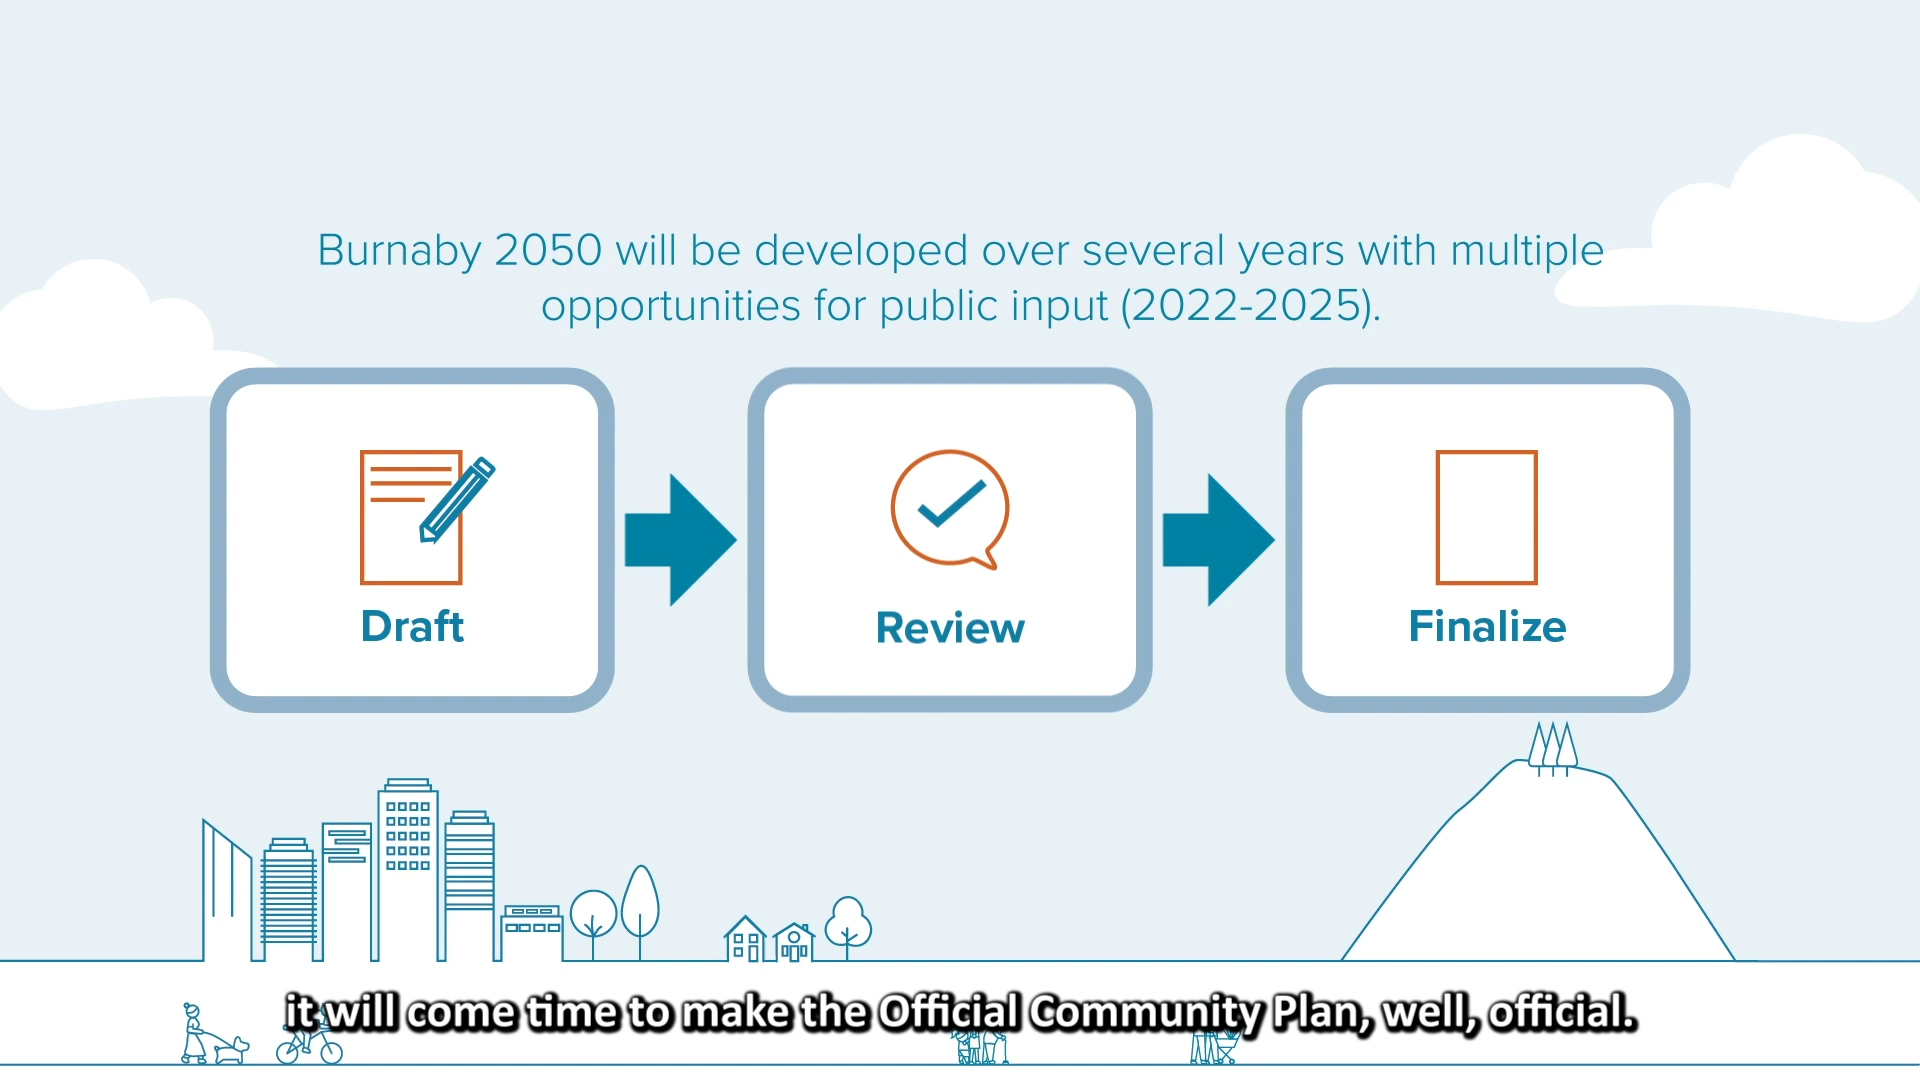 Burnaby 2050 will be developed over several years with multiple
opportunities for public input (2022-2025).
Draft
Review
Finalize
it will come time to make the Official Community Plan, well, official.